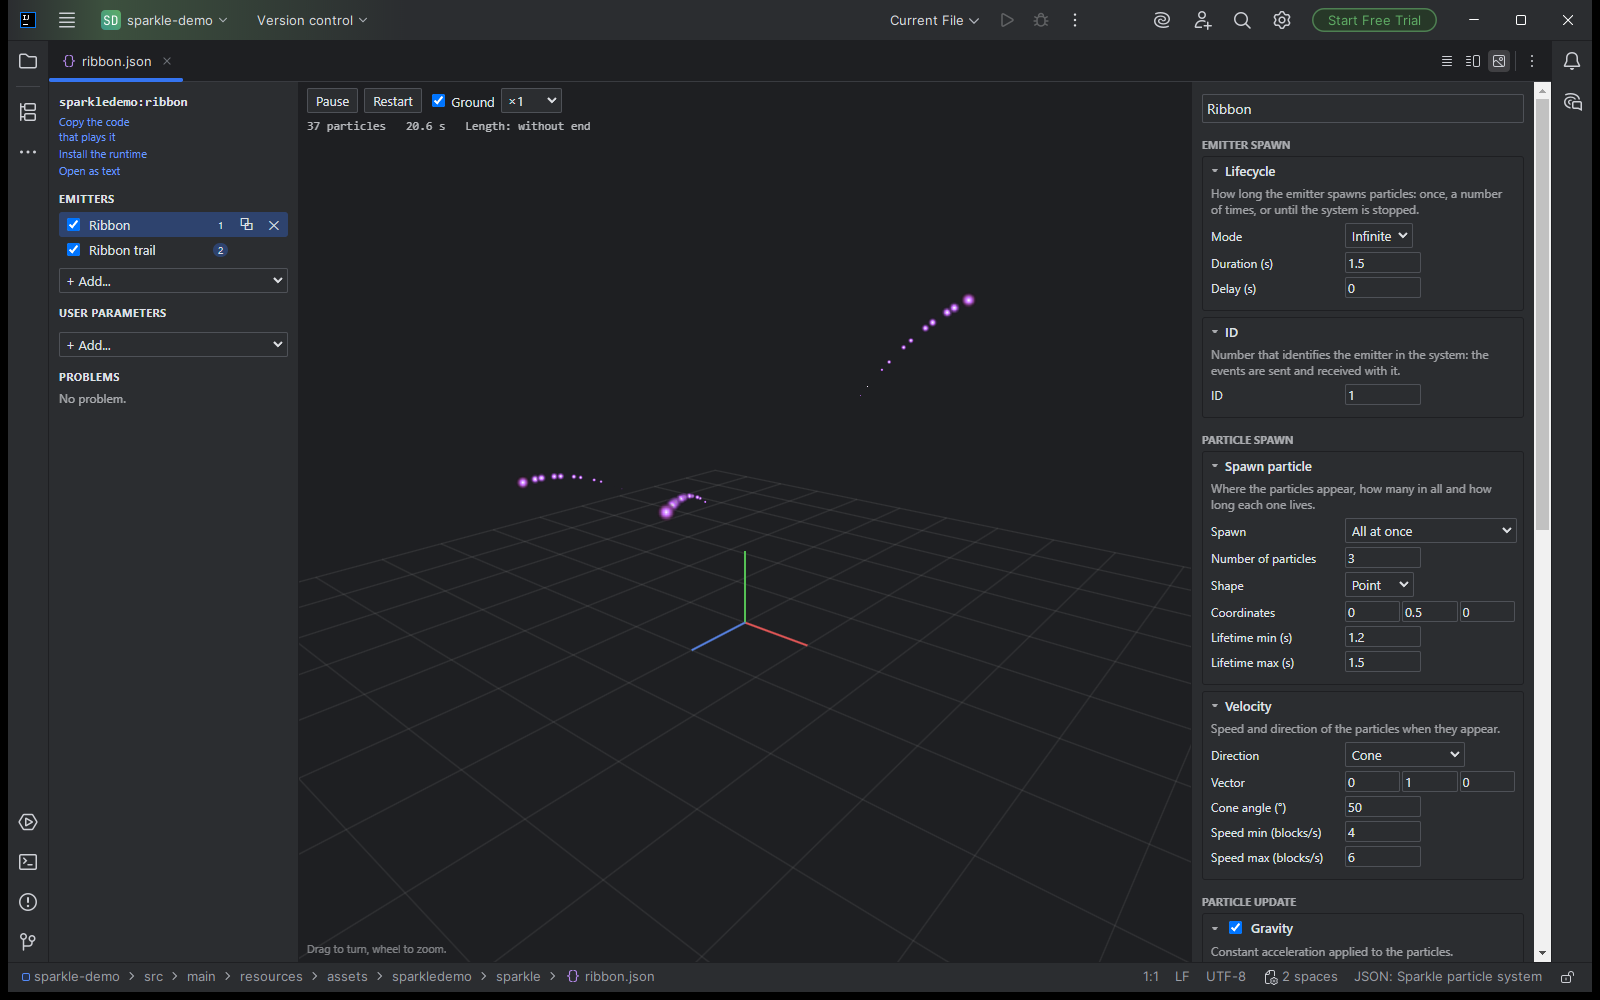 SD sparkle-demo Version control Current File Start Free Trial
ribbon.json
sparkledemo:ribbon
Copy the code
that plays it
Install the runtime
Open as text
EMITTERS
Ribbon 1
Ribbon trail 2
+ Add...
USER PARAMETERS
+ Add...
PROBLEMS
No problem.
Pause Restart Ground ×1
37 particles 20.6 s Length: without end
Drag to turn, wheel to zoom.
Ribbon
EMITTER SPAWN
Lifecycle
How long the emitter spawns particles: once, a number
of times, or until the system is stopped.
Mode Infinite
Duration (s) 1.5
Delay (s) 0
ID
Number that identifies the emitter in the system: the
events are sent and received with it.
ID 1
PARTICLE SPAWN
Spawn particle
Where the particles appear, how many in all and how
long each one lives.
Spawn All at once
Number of particles 3
Shape Point
Coordinates 0 0.5 0
Lifetime min (s) 1.2
Lifetime max (s) 1.5
Velocity
Speed and direction of the particles when they appear.
Direction Cone
Vector 0 1 0
Cone angle (°) 50
Speed min (blocks/s) 4
Speed max (blocks/s) 6
PARTICLE UPDATE
Gravity
Constant acceleration applied to the particles.
sparkle-demo > src > main > resources > assets > sparkledemo > sparkle > {} ribbon.json 1:1 LF UTF-8 2 spaces JSON: Sparkle particle system